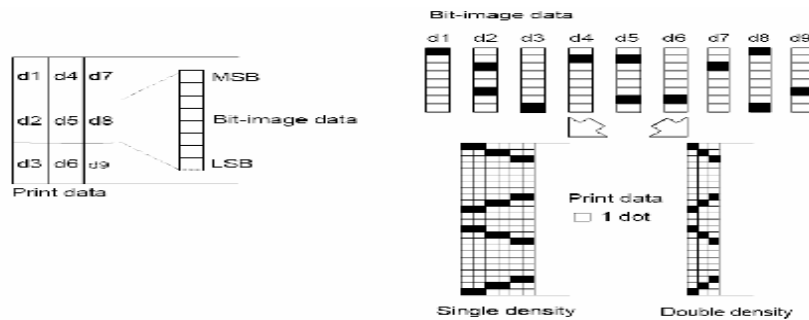 d1 d4 d7
d2 d5 d8
d3 d6 d9
MSB
Bit-image data
LSB
Print data
Bit-image data
d1 d2 d3 d4 d5 d6 d7 d8 d9
Print data
1 dot
Single density
Double density